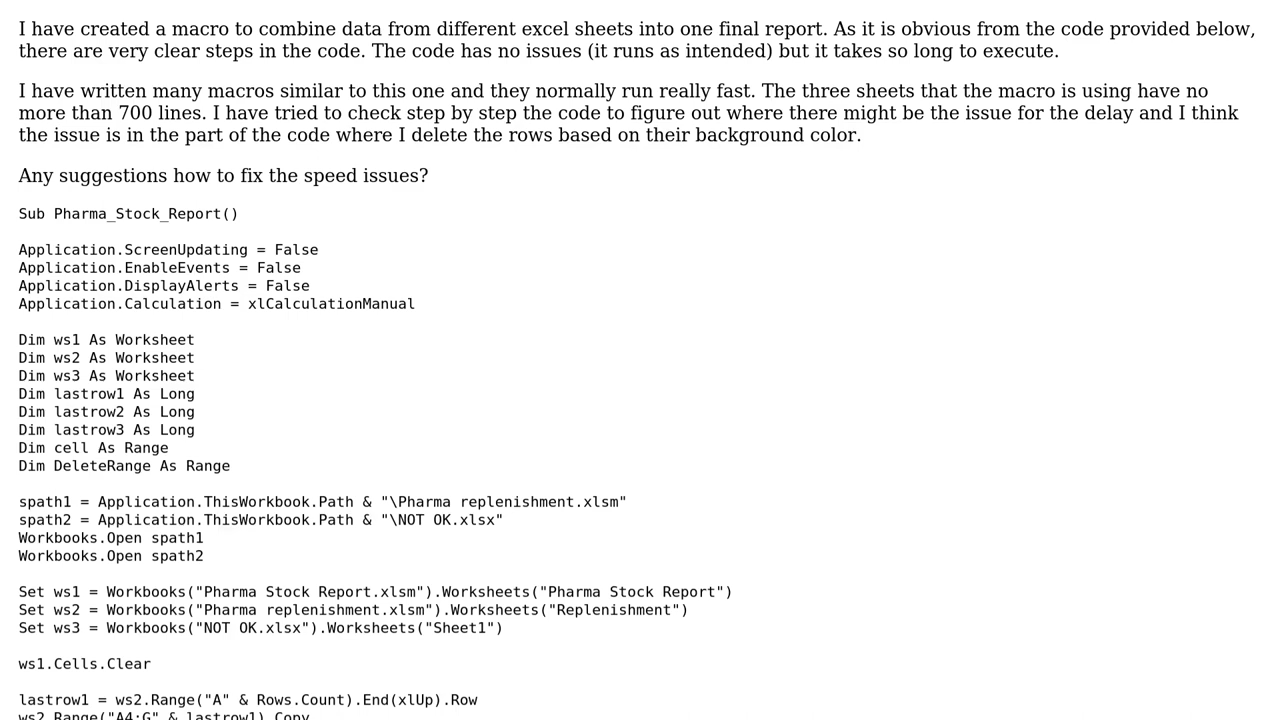 I have created a macro to combine data from different excel sheets into one final report. As it is obvious from the code provided below,
there are very clear steps in the code. The code has no issues (it runs as intended) but it takes so long to execute.
I have written many macros similar to this one and they normally run really fast. The three sheets that the macro is using have no
more than 700 lines. I have tried to check step by step the code to figure out where there might be the issue for the delay and I think
the issue is in the part of the code where I delete the rows based on their background color.
Any suggestions how to fix the speed issues?
Sub Pharma_Stock_Report()
Application.ScreenUpdating = False
Application.EnableEvents = False
Application.DisplayAlerts = False
Application.Calculation = xlCalculationManual
Dim ws1 As Worksheet
Dim ws2 As Worksheet
Dim ws3 As Worksheet
Dim lastrow1 As Long
Dim lastrow2 As Long
Dim lastrow3 As Long
Dim cell As Range
Dim DeleteRange As Range
spath1 = Application.ThisWorkbook.Path & "\Pharma replenishment.xlsm"
spath2 = Application.ThisWorkbook.Path & "\NOT OK.xlsx"
Workbooks.Open spath1
Workbooks.Open spath2
Set ws1 = Workbooks("Pharma Stock Report.xlsm").Worksheets("Pharma Stock Report")
Set ws2 = Workbooks("Pharma replenishment.xlsm").Worksheets("Replenishment")
Set ws3 = Workbooks("NOT OK.xlsx").Worksheets("Sheet1")
ws1.Cells.Clear
lastrow1 = ws2.Range("A" & Rows.Count).End(xlUp).Row
ws2.Range("A4:G" & lastrow1).Copy